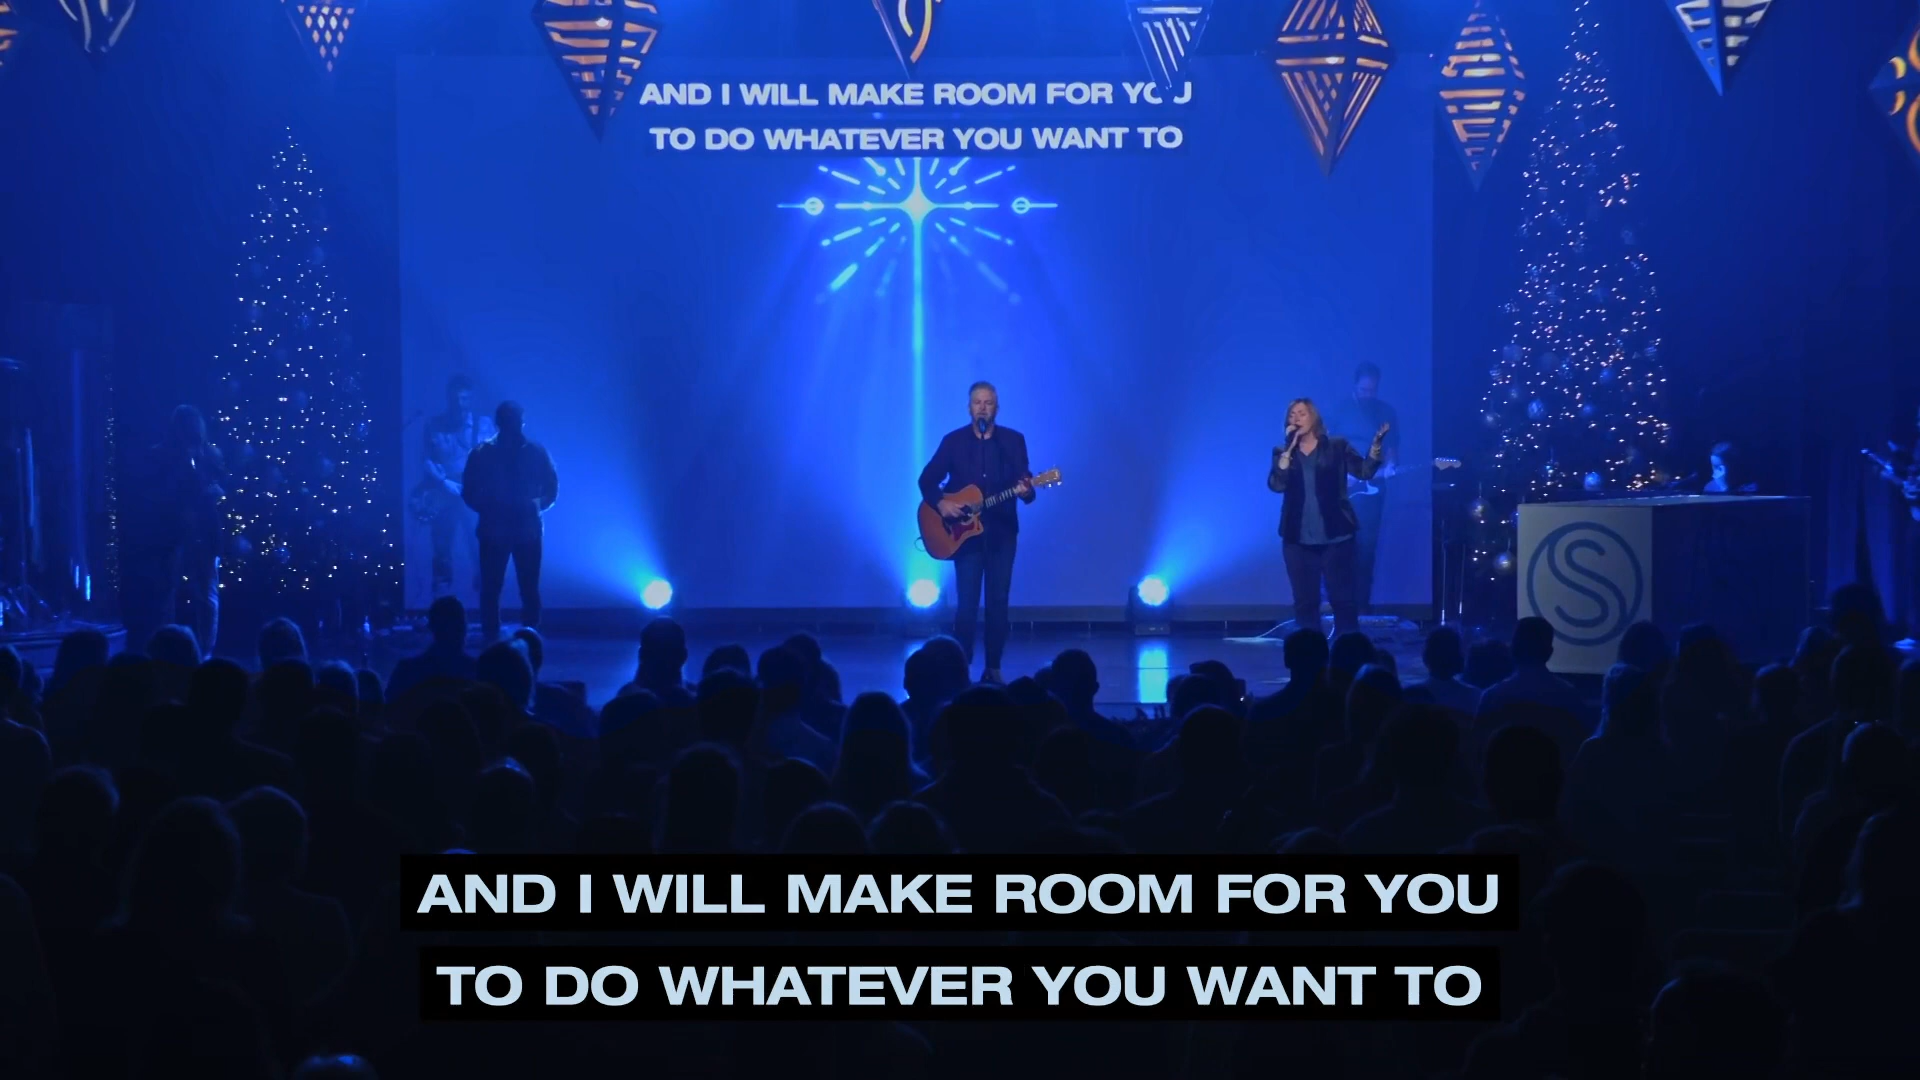 AND I WILL MAKE ROOM FOR YOU
TO DO WHATEVER YOU WANT TO
S
AND I WILL MAKE ROOM FOR YOU
TO DO WHATEVER YOU WANT TO